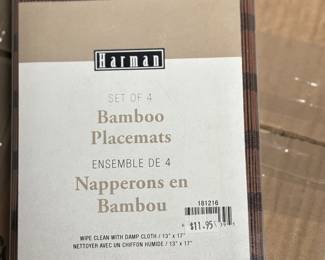 Harman
SET OF 4
Bamboo
Placemats
ENSEMBLE DE 4
Napperons en
Bambou
181216
$11.95
WIPE CLEAN WITH DAMP CLOTH / 13" x 17"
NETTOYER AVEC UN CHIFFON HUMIDE / 13" x 17"